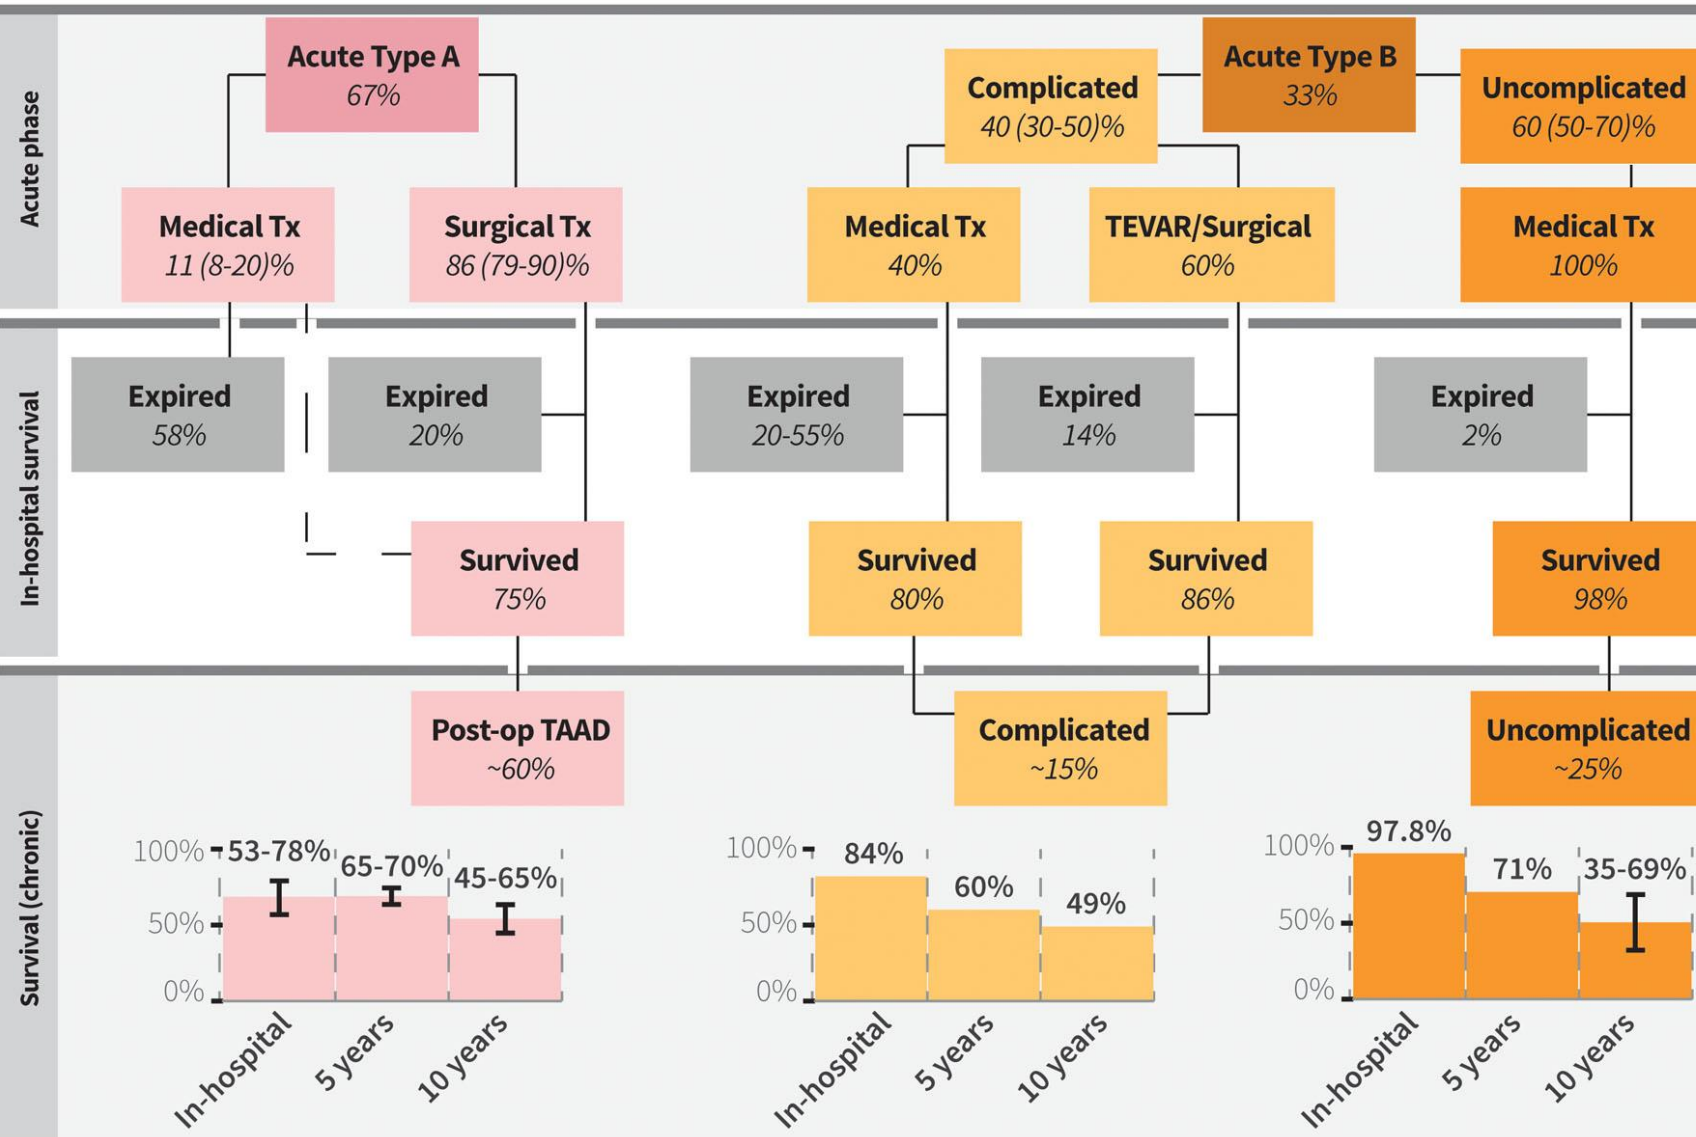 Acute phase
Acute Type A
67%
Acute Type B
33%
Complicated
40 (30-50)%
Uncomplicated
60 (50-70)%
Medical Tx
11 (8-20)%
Surgical Tx
86 (79-90)%
Medical Tx
40%
TEVAR/Surgical
60%
Medical Tx
100%
In-hospital survival
Expired
58%
Expired
20%
Expired
20-55%
Expired
14%
Expired
2%
Survived
75%
Survived
80%
Survived
86%
Survived
98%
Survival (chronic)
Post-op TAAD
~60%
Complicated
~15%
Uncomplicated
~25%
100%
50%
0%
53-78%
65-70%
45-65%
In-hospital
5 years
10 years
100%
50%
0%
84%
60%
49%
In-hospital
5 years
10 years
100%
50%
0%
97.8%
71%
35-69%
In-hospital
5 years
10 years